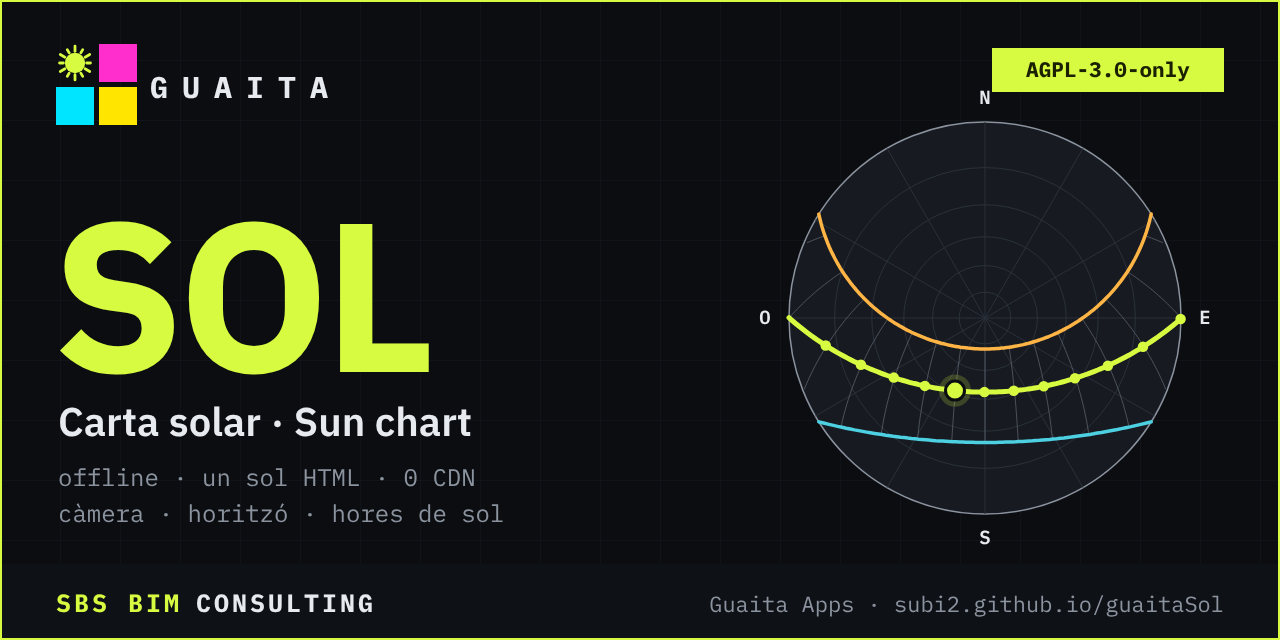 GUAITA
AGPL-3.0-only
N
SOL
O
E
Carta solar · Sun chart
offline · un sol HTML · 0 CDN
càmera · horitzó · hores de sol
S
SBS BIM CONSULTING
Guaita Apps · subi2.github.io/guaitaSol